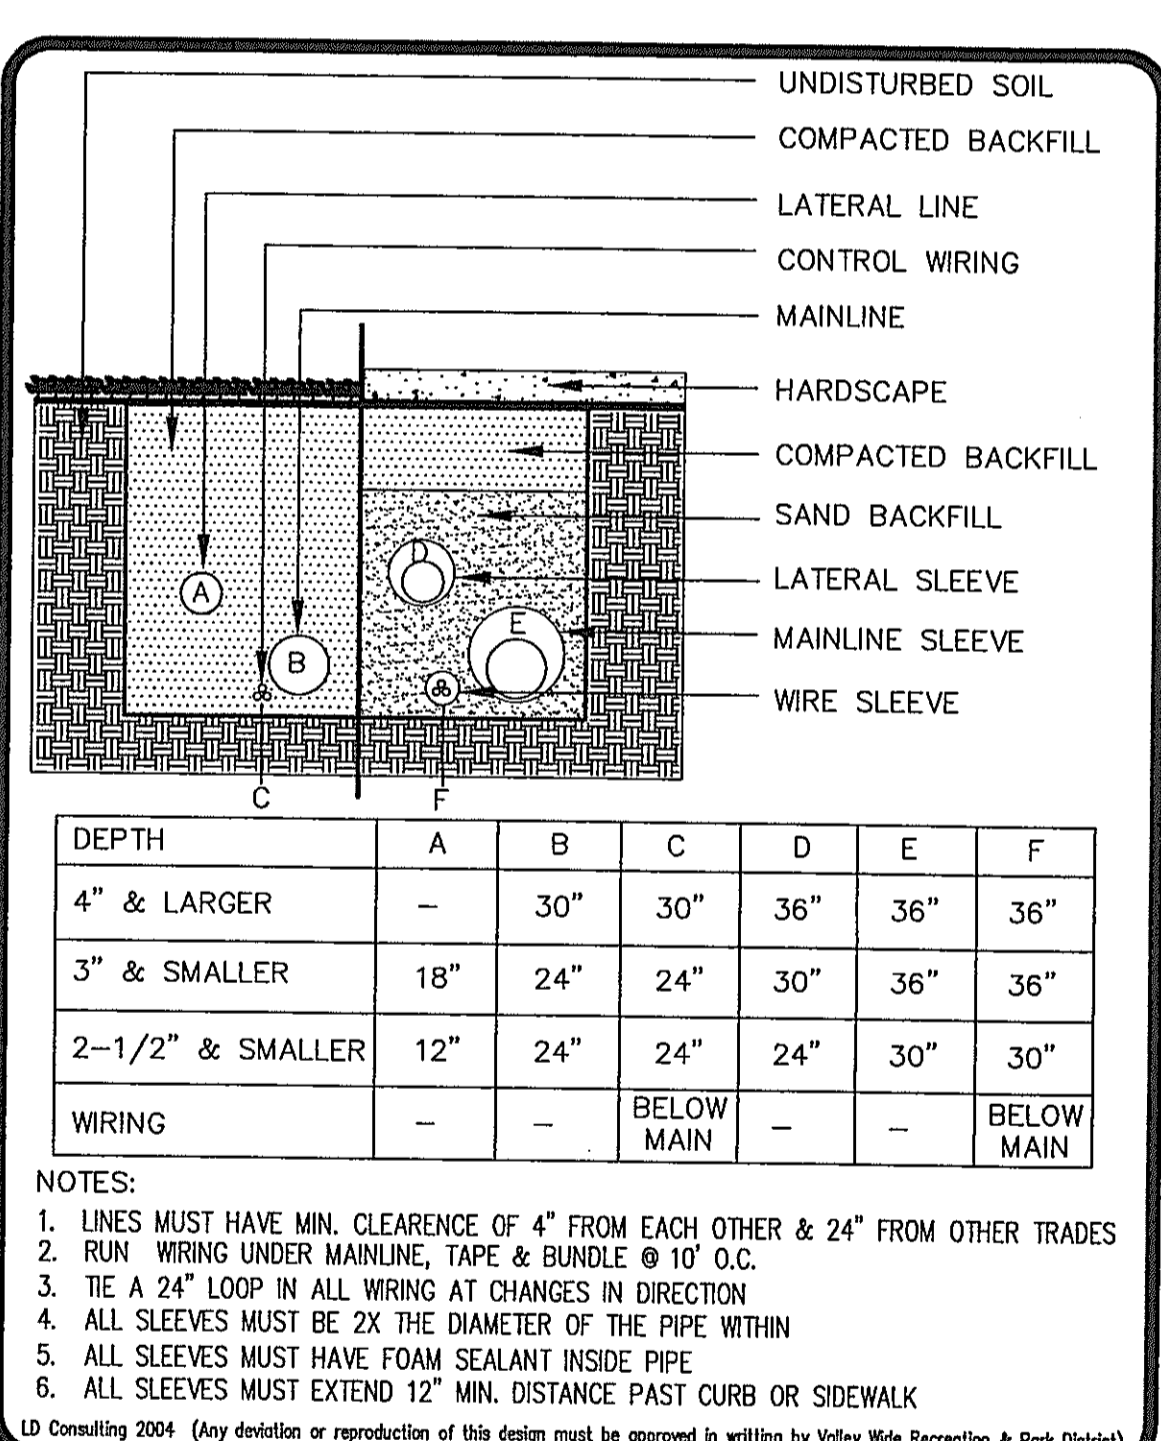 UNDISTURBED SOIL
COMPACTED BACKFILL
LATERAL LINE
CONTROL WIRING
MAINLINE
HARDSCAPE
COMPACTED BACKFILL
SAND BACKFILL
LATERAL SLEEVE
MAINLINE SLEEVE
WIRE SLEEVE
A
B
D
E
C
F
DEPTH A B C D E F
4" & LARGER – 30" 30" 36" 36" 36"
3" & SMALLER 18" 24" 24" 30" 36" 36"
2-1/2" & SMALLER 12" 24" 24" 24" 30" 30"
WIRING – – BELOW MAIN – – BELOW MAIN
NOTES:
1. LINES MUST HAVE MIN. CLEARENCE OF 4" FROM EACH OTHER & 24" FROM OTHER TRADES
2. RUN WIRING UNDER MAINLINE, TAPE & BUNDLE @ 10' O.C.
3. TIE A 24" LOOP IN ALL WIRING AT CHANGES IN DIRECTION
4. ALL SLEEVES MUST BE 2X THE DIAMETER OF THE PIPE WITHIN
5. ALL SLEEVES MUST HAVE FOAM SEALANT INSIDE PIPE
6. ALL SLEEVES MUST EXTEND 12" MIN. DISTANCE PAST CURB OR SIDEWALK
LD Consulting 2004 (Any deviation or reproduction of this design must be approved in writting by Valley Wide Recreation & Park District)